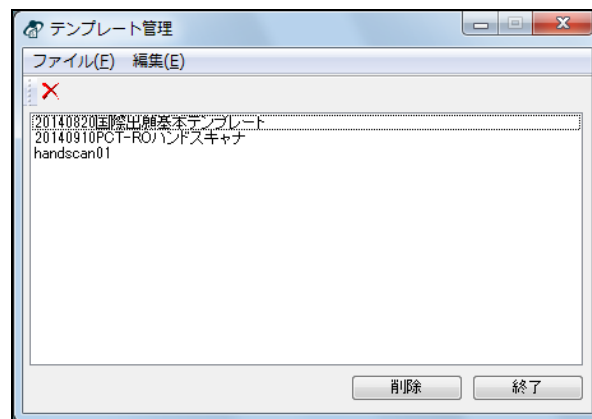 テンプレート管理
ファイル(F) 編集(E)
20140820国際出願基本テンプレート
20140910PCT-ROハンドスキャナ
handscan01
削除 終了